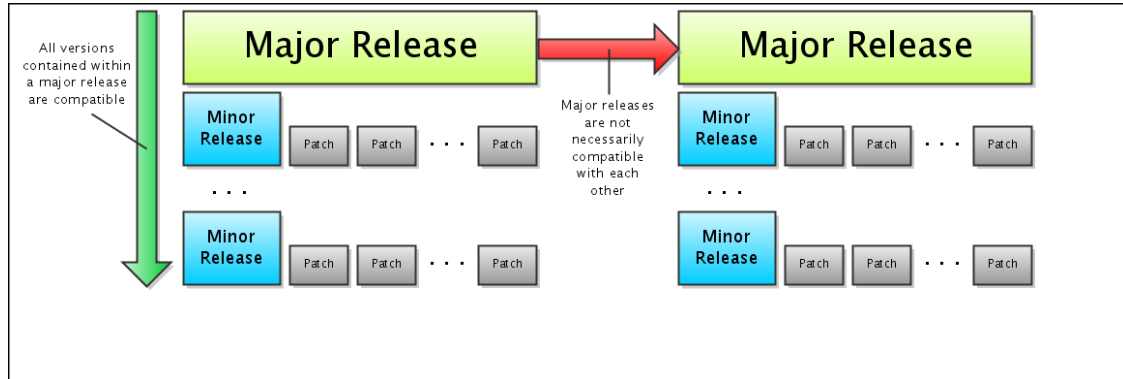 All versions
contained within
a major release
are compatible
Major Release
Major Release
Major releases
are not
necessarily
compatible
with each
other
Minor
Release
Patch
Patch
. . .
Patch
. . .
Minor
Release
Patch
Patch
. . .
Patch
Minor
Release
Patch
Patch
. . .
Patch
. . .
Minor
Release
Patch
Patch
. . .
Patch